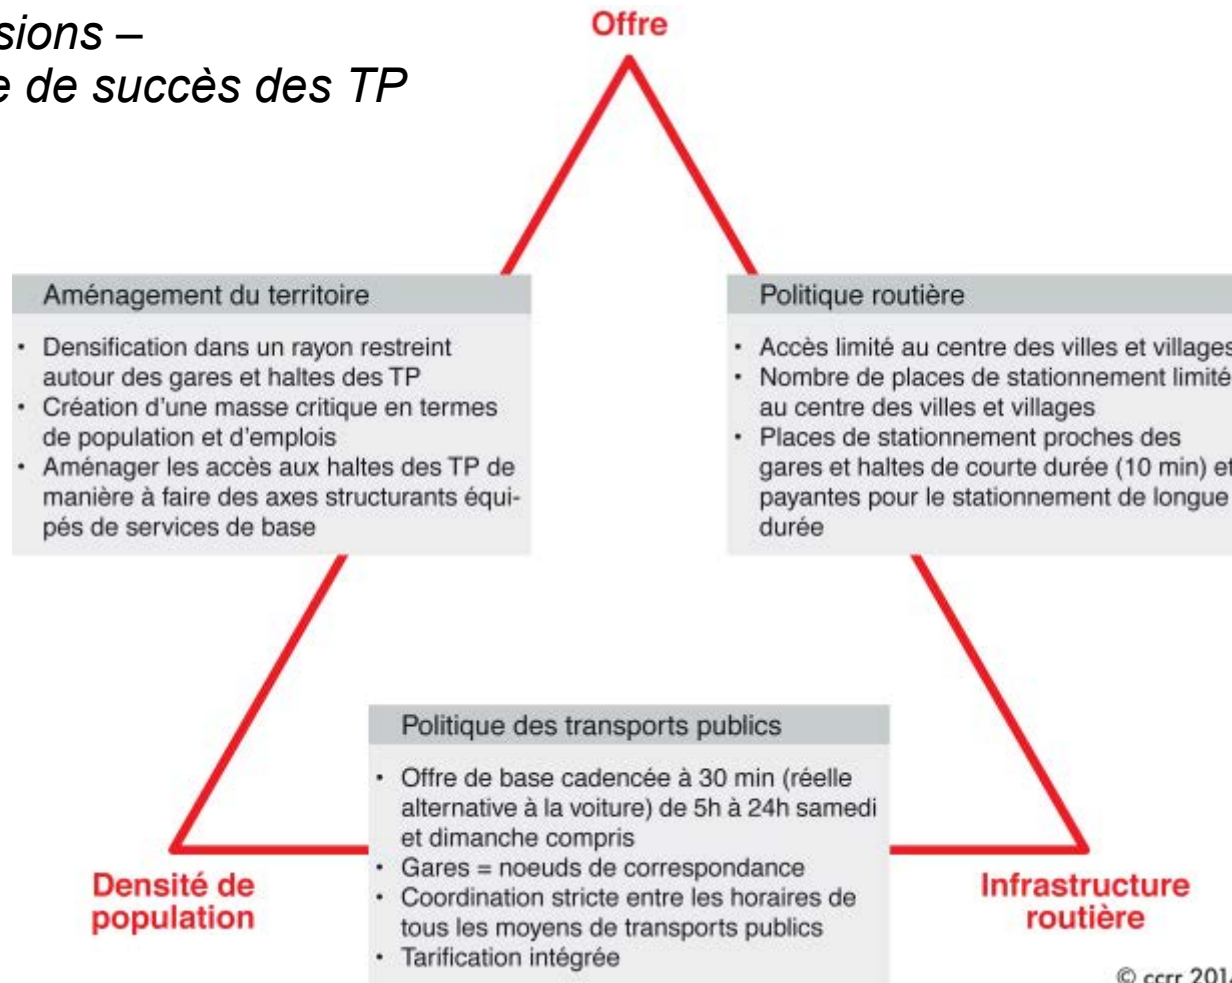 sions –
e de succès des TP
Offre
Aménagement du territoire
• Densification dans un rayon restreint
autour des gares et haltes des TP
• Création d'une masse critique en termes
de population et d'emplois
• Aménager les accès aux haltes des TP de
manière à faire des axes structurants équi-
pés de services de base
Politique routière
• Accès limité au centre des villes et villages
• Nombre de places de stationnement limité
au centre des villes et villages
• Places de stationnement proches des
gares et haltes de courte durée (10 min) et
payantes pour le stationnement de longue
durée
Politique des transports publics
• Offre de base cadencée à 30 min (réelle
alternative à la voiture) de 5h à 24h samedi
et dimanche compris
• Gares = noeuds de correspondance
• Coordination stricte entre les horaires de
tous les moyens de transports publics
• Tarification intégrée
Densité de
population
Infrastructure
routière
© ccrr 2014